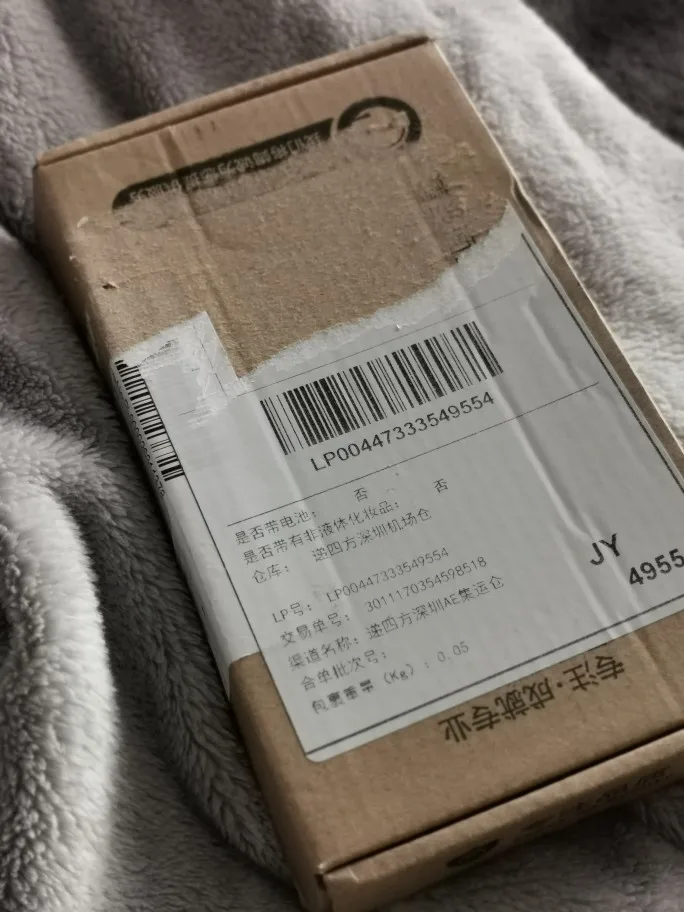 LP00447333549554
是否带电池： 否
是否带有非液体化妆品： 否
仓库： 递四方深圳机场仓
LP号： LP00447333549554
交易单号： 3011170354598518
渠道名称： 递四方深圳AE集运仓
合单批次号：
包裹重量（Kg）： 0.05
JY
4955
专注·成就专业